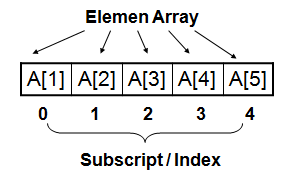 Elemen Array
A[1] A[2] A[3] A[4] A[5]
0 1 2 3 4
Subscript / Index